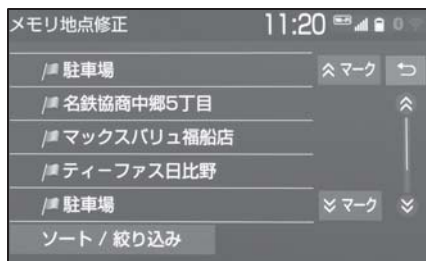 メモリ地点修正 11:20 0
駐車場 マーク
名鉄協商中郷5丁目
マックスバリュ福船店
ティーファス日比野
駐車場 マーク
ソート / 絞り込み